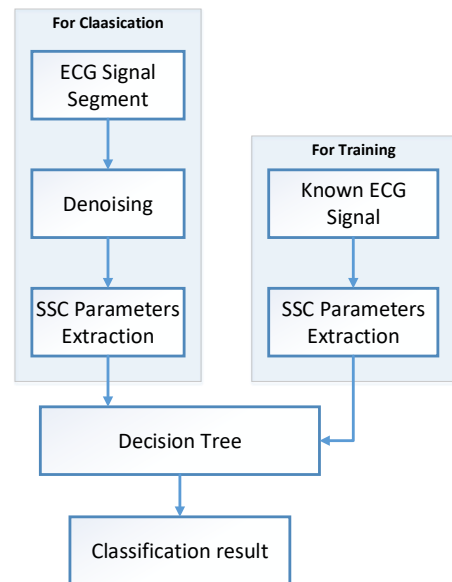 For Claasication
ECG Signal
Segment
Denoising
SSC Parameters
Extraction
For Training
Known ECG
Signal
SSC Parameters
Extraction
Decision Tree
Classification result